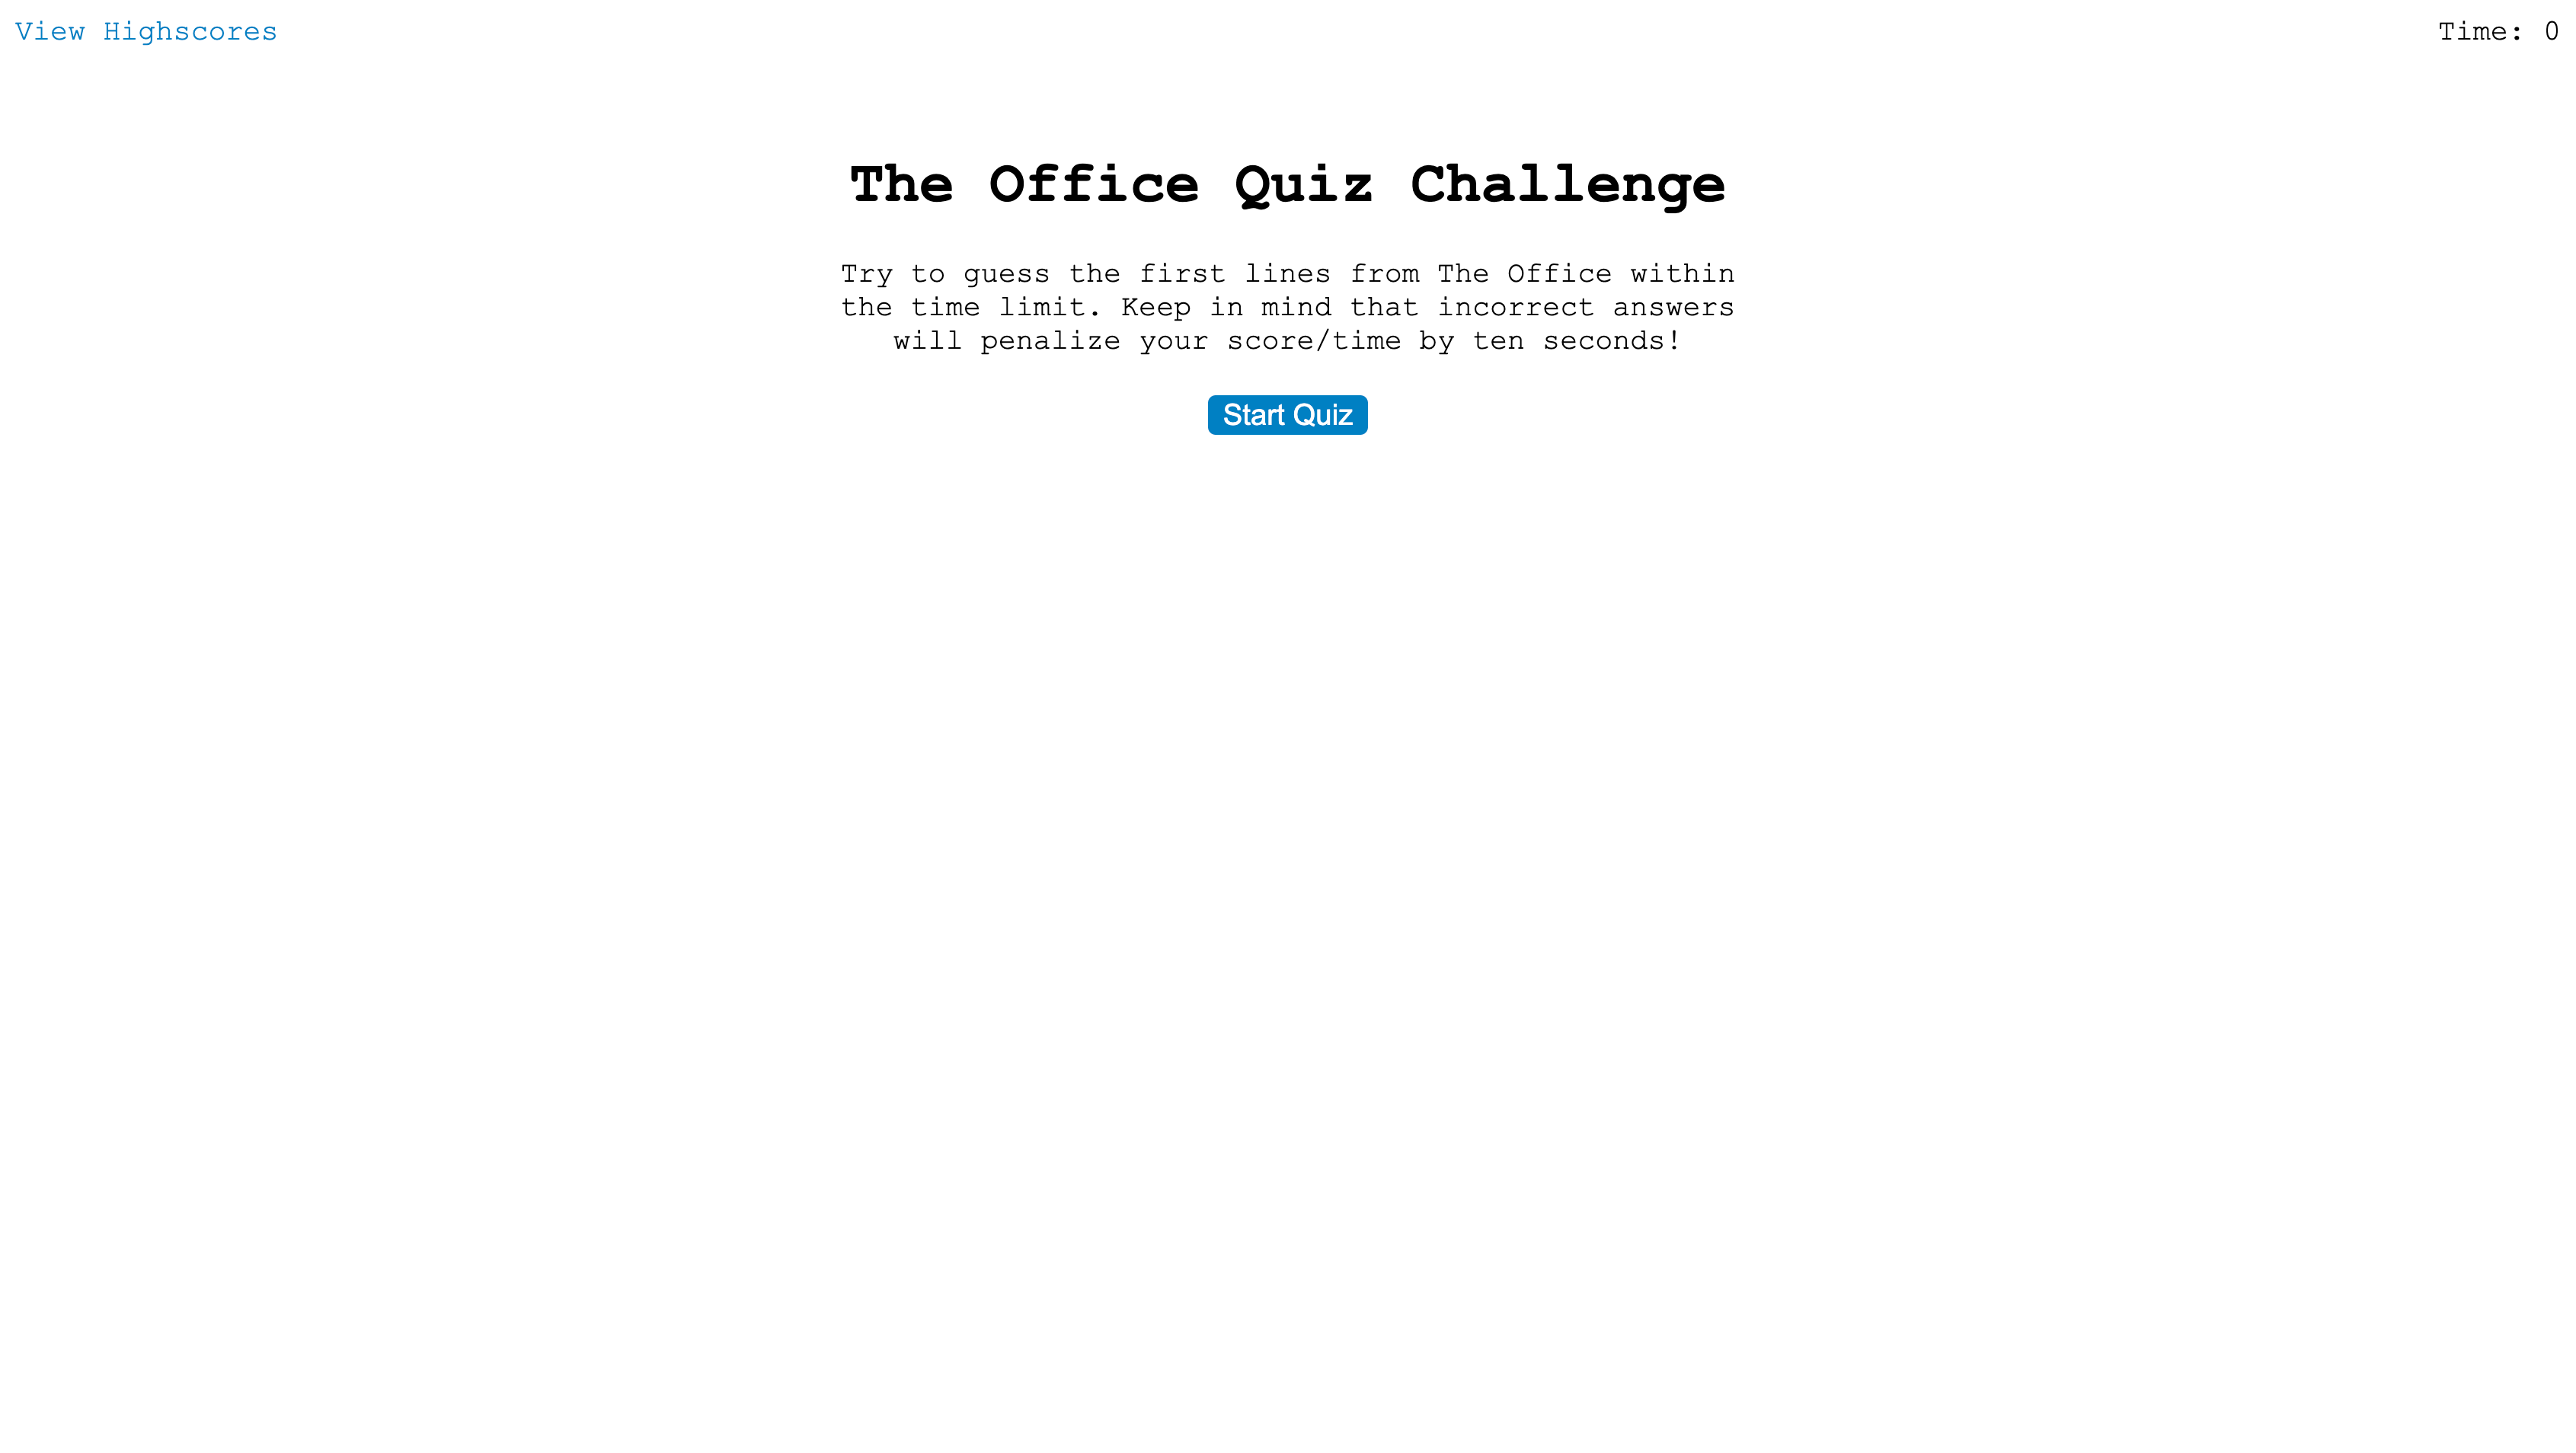 View Highscores
Time: 0
The Office Quiz Challenge
Try to guess the first lines from The Office within
the time limit. Keep in mind that incorrect answers
will penalize your score/time by ten seconds!
Start Quiz